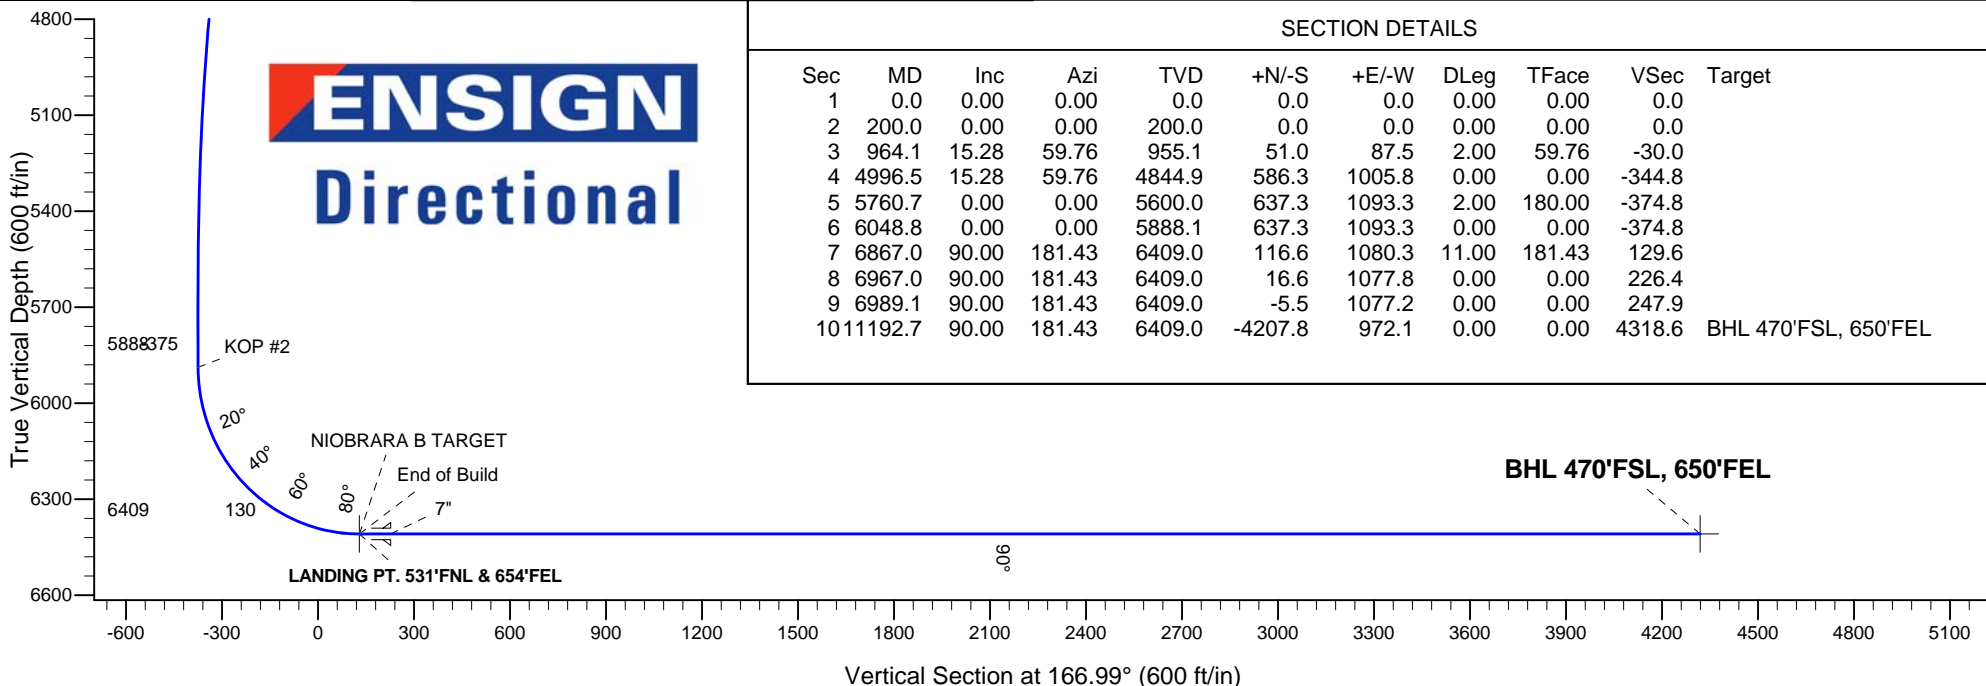 SECTION DETAILS
Sec MD Inc Azi TVD +N/-S +E/-W DLeg TFace VSec Target
1 0.0 0.00 0.00 0.0 0.0 0.0 0.00 0.00 0.0
2 200.0 0.00 0.00 200.0 0.0 0.0 0.00 0.00 0.0
3 964.1 15.28 59.76 955.1 51.0 87.5 2.00 59.76 -30.0
4 4996.5 15.28 59.76 4844.9 586.3 1005.8 0.00 0.00 -344.8
5 5760.7 0.00 0.00 5600.0 637.3 1093.3 2.00 180.00 -374.8
6 6048.8 0.00 0.00 5888.1 637.3 1093.3 0.00 0.00 -374.8
7 6867.0 90.00 181.43 6409.0 116.6 1080.3 11.00 181.43 129.6
8 6967.0 90.00 181.43 6409.0 16.6 1077.8 0.00 0.00 226.4
9 6989.1 90.00 181.43 6409.0 -5.5 1077.2 0.00 0.00 247.9
10 11192.7 90.00 181.43 6409.0 -4207.8 972.1 0.00 0.00 4318.6 BHL 470'FSL, 650'FEL
ENSIGN
Directional
True Vertical Depth (600 ft/in)
4800
5100
5400
5700
6000
6300
6600
5888 -375
KOP #2
20°
40°
60°
80°
NIOBRARA B TARGET
End of Build
7"
6409 130
LANDING PT. 531'FNL & 654'FEL
90°
BHL 470'FSL, 650'FEL
-600 -300 0 300 600 900 1200 1500 1800 2100 2400 2700 3000 3300 3600 3900 4200 4500 4800 5100
Vertical Section at 166.99° (600 ft/in)